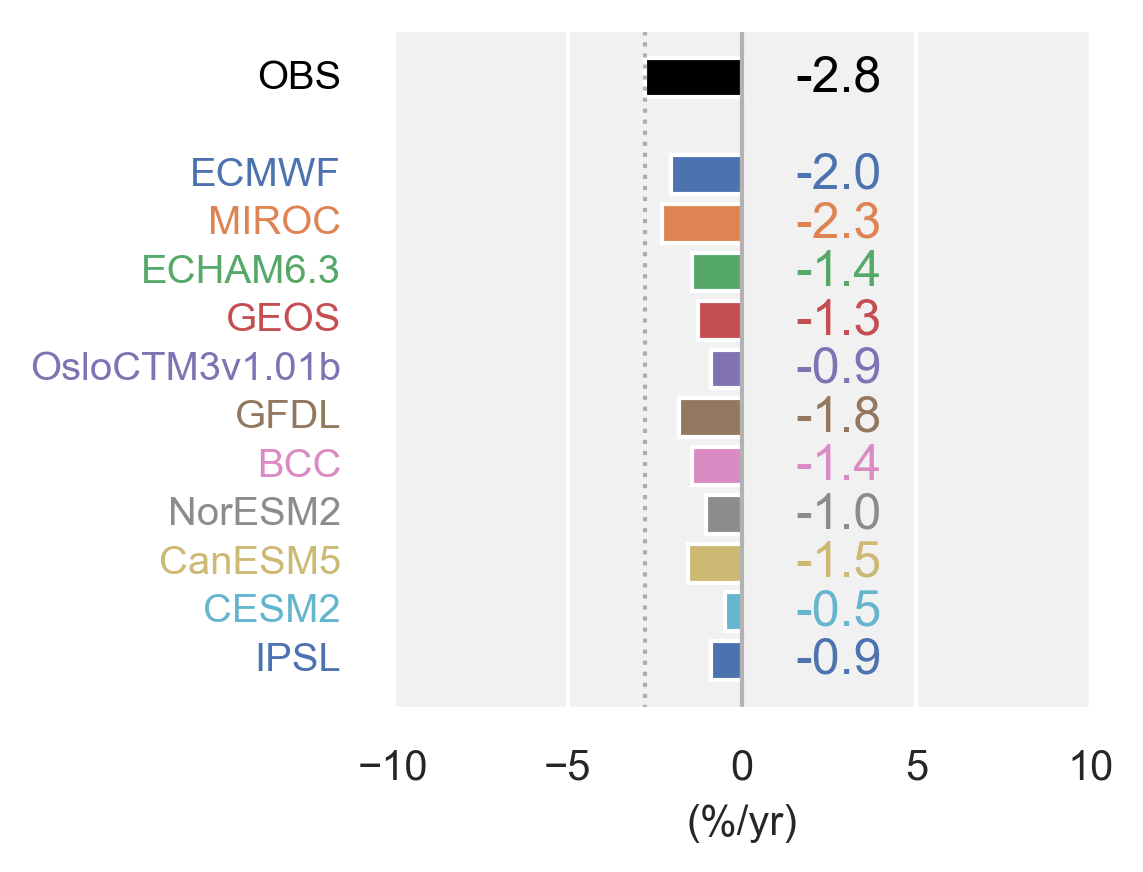 OBS -2.8
ECMWF -2.0
MIROC -2.3
ECHAM6.3 -1.4
GEOS -1.3
OsloCTM3v1.01b -0.9
GFDL -1.8
BCC -1.4
NorESM2 -1.0
CanESM5 -1.5
CESM2 -0.5
IPSL -0.9
−10 −5 0 5 10
(%/yr)